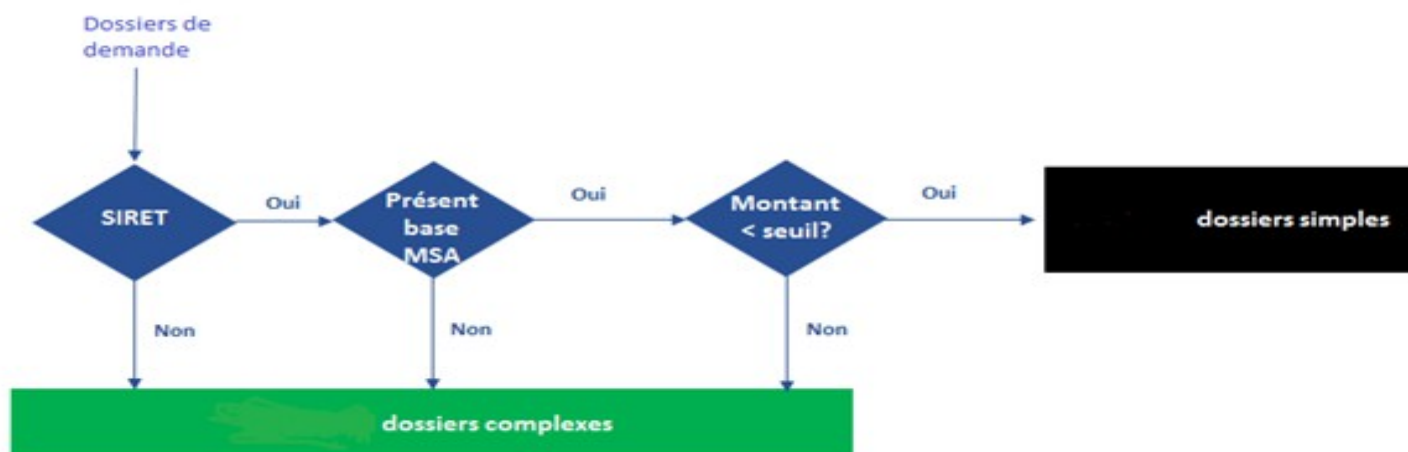 Dossiers de
demande
SIRET
Oui
Présent
base
MSA
Oui
Montant
< seuil?
Oui
dossiers simples
Non
Non
Non
dossiers complexes